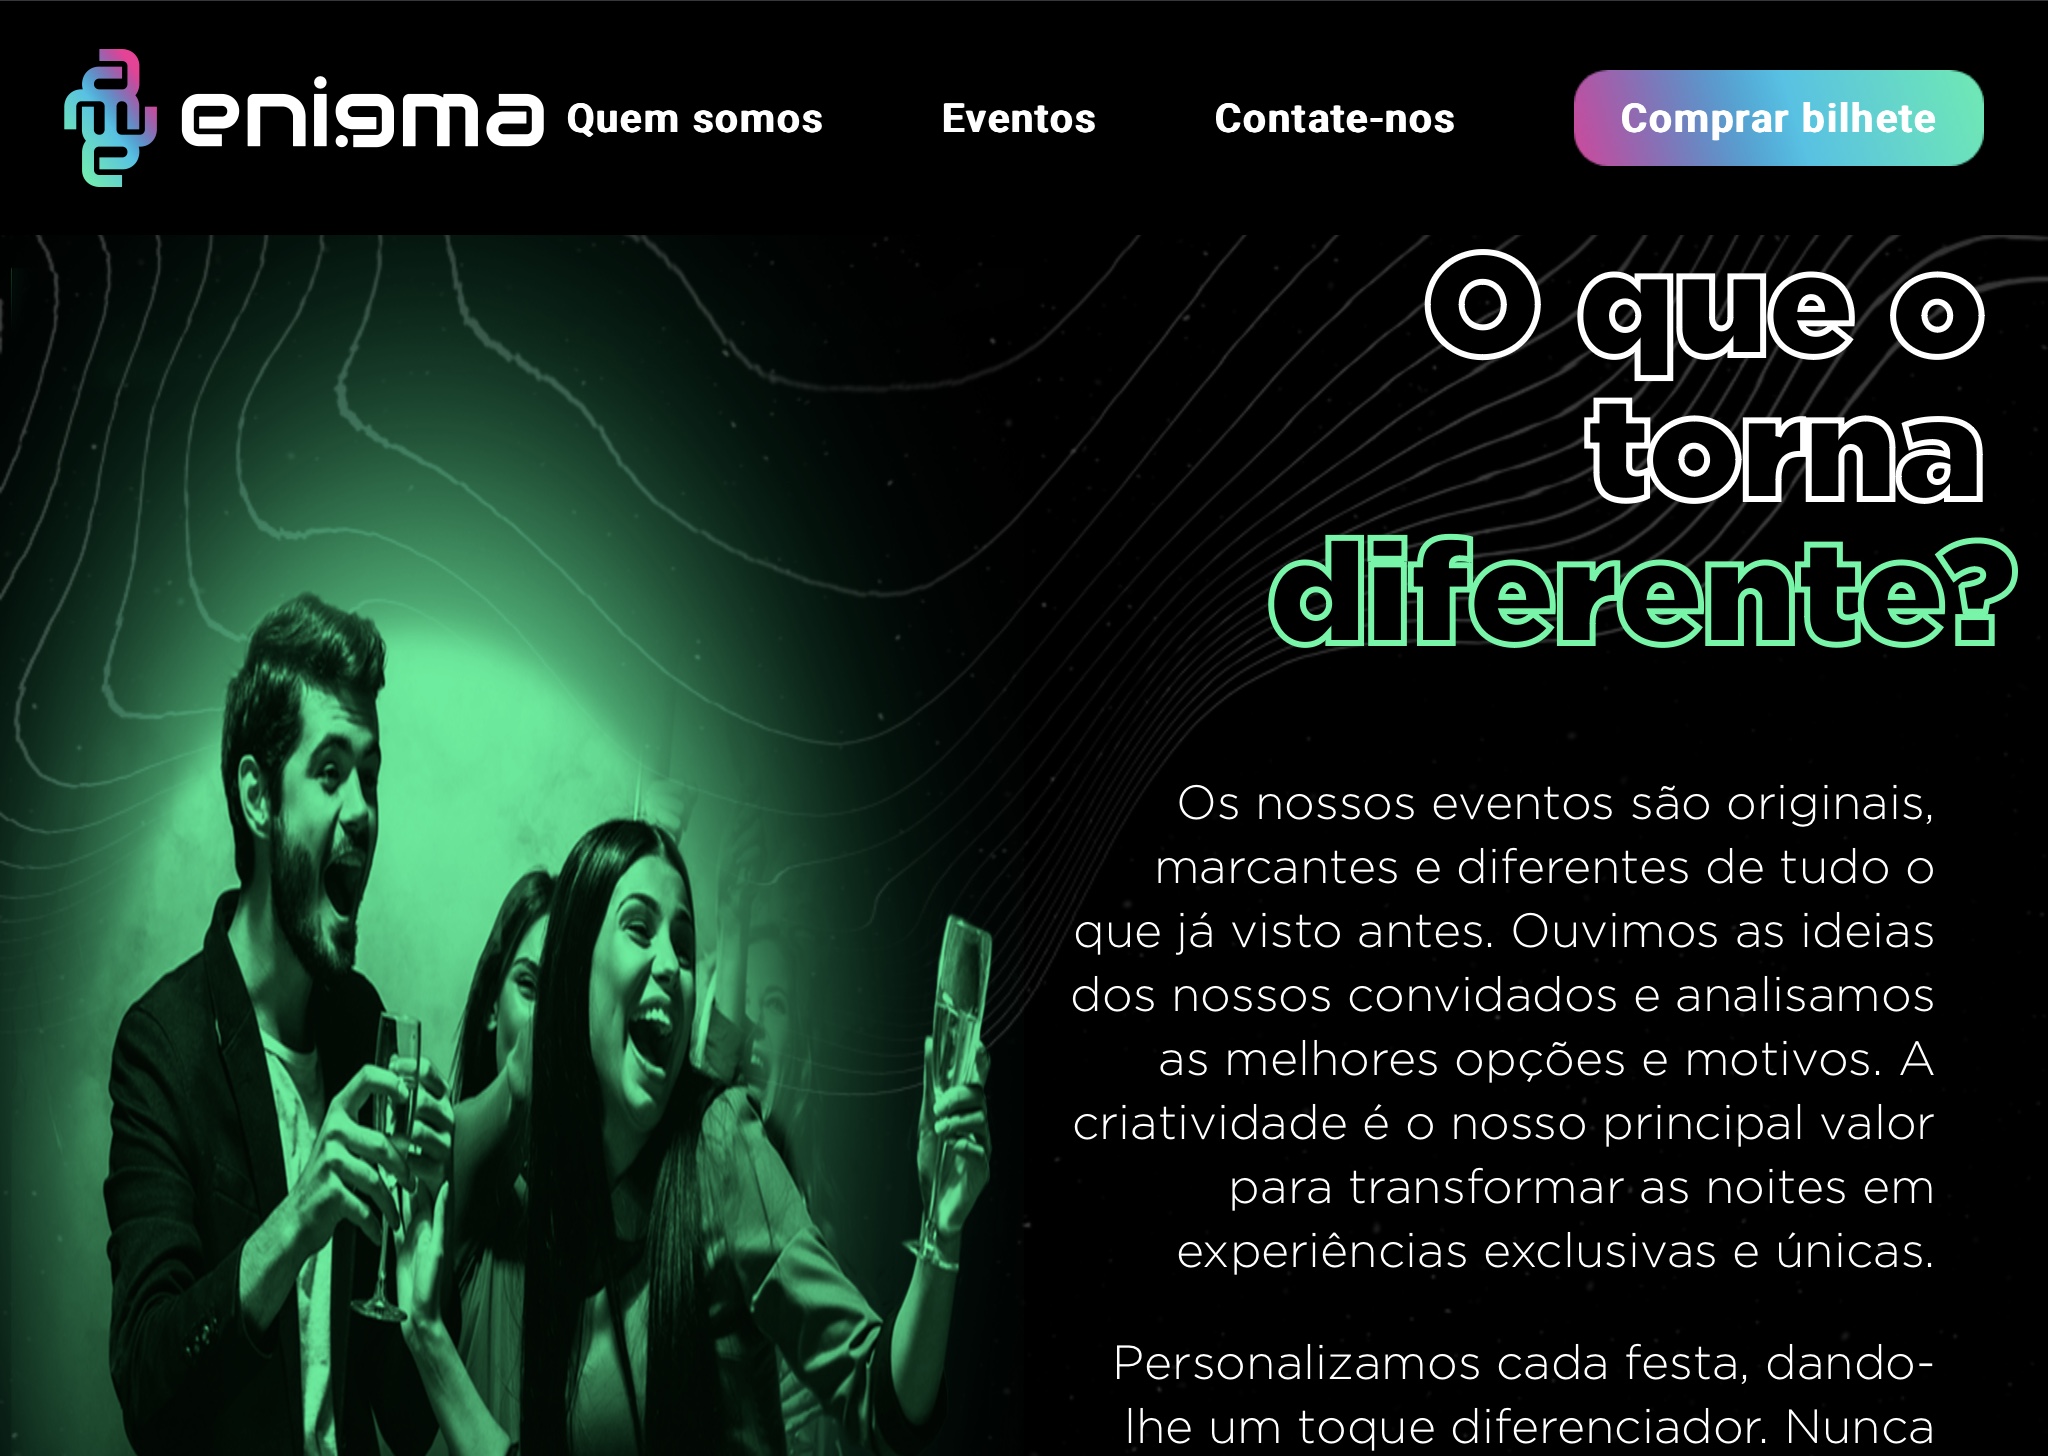 enigma
Quem somos
Eventos
Contate-nos
Comprar bilhete
O que o
torna
diferente?
Os nossos eventos são originais,
marcantes e diferentes de tudo o
que já visto antes. Ouvimos as ideias
dos nossos convidados e analisamos
as melhores opções e motivos. A
criatividade é o nosso principal valor
para transformar as noites em
experiências exclusivas e únicas.
Personalizamos cada festa, dando-
lhe um toque diferenciador. Nunca